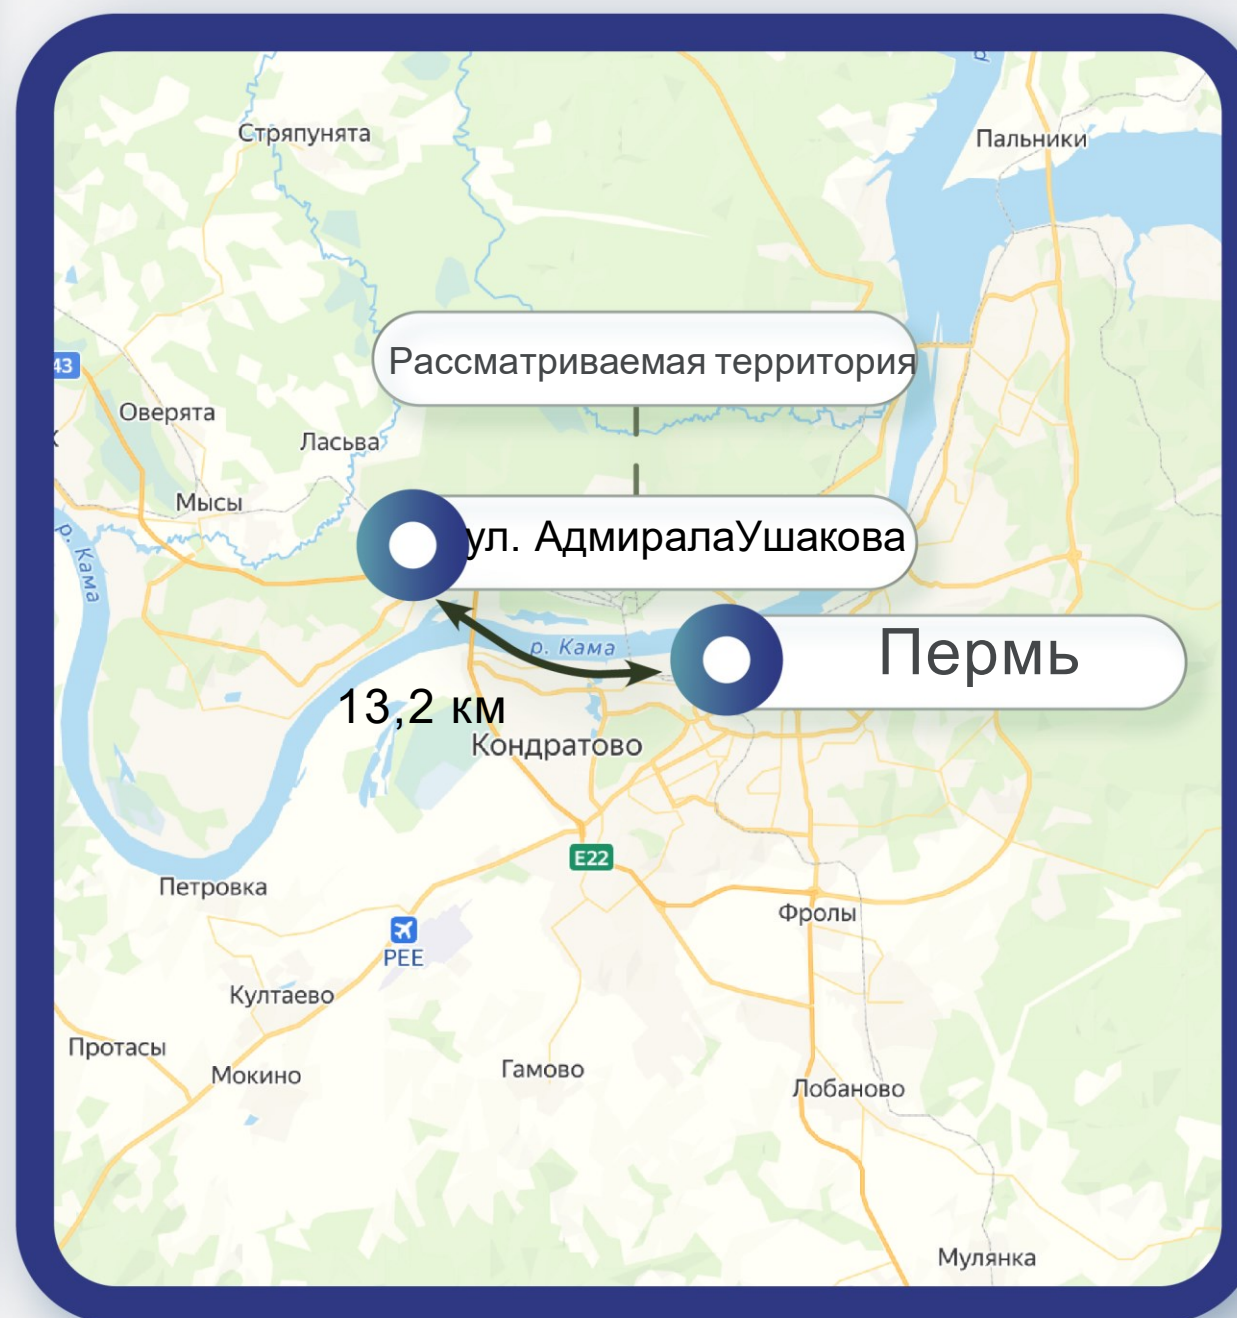 р
Стряпунята
Пальники
Рассматриваемая территория
43
Оверята
к
Ласьва
Мысы
ул. АдмиралаУшакова
р. Кама
р. Кама
Пермь
13,2 км
Кондратово
E22
Петровка
Фролы
PEE
Култаево
Протасы
Мокино
Гамово
Лобаново
Мулянка